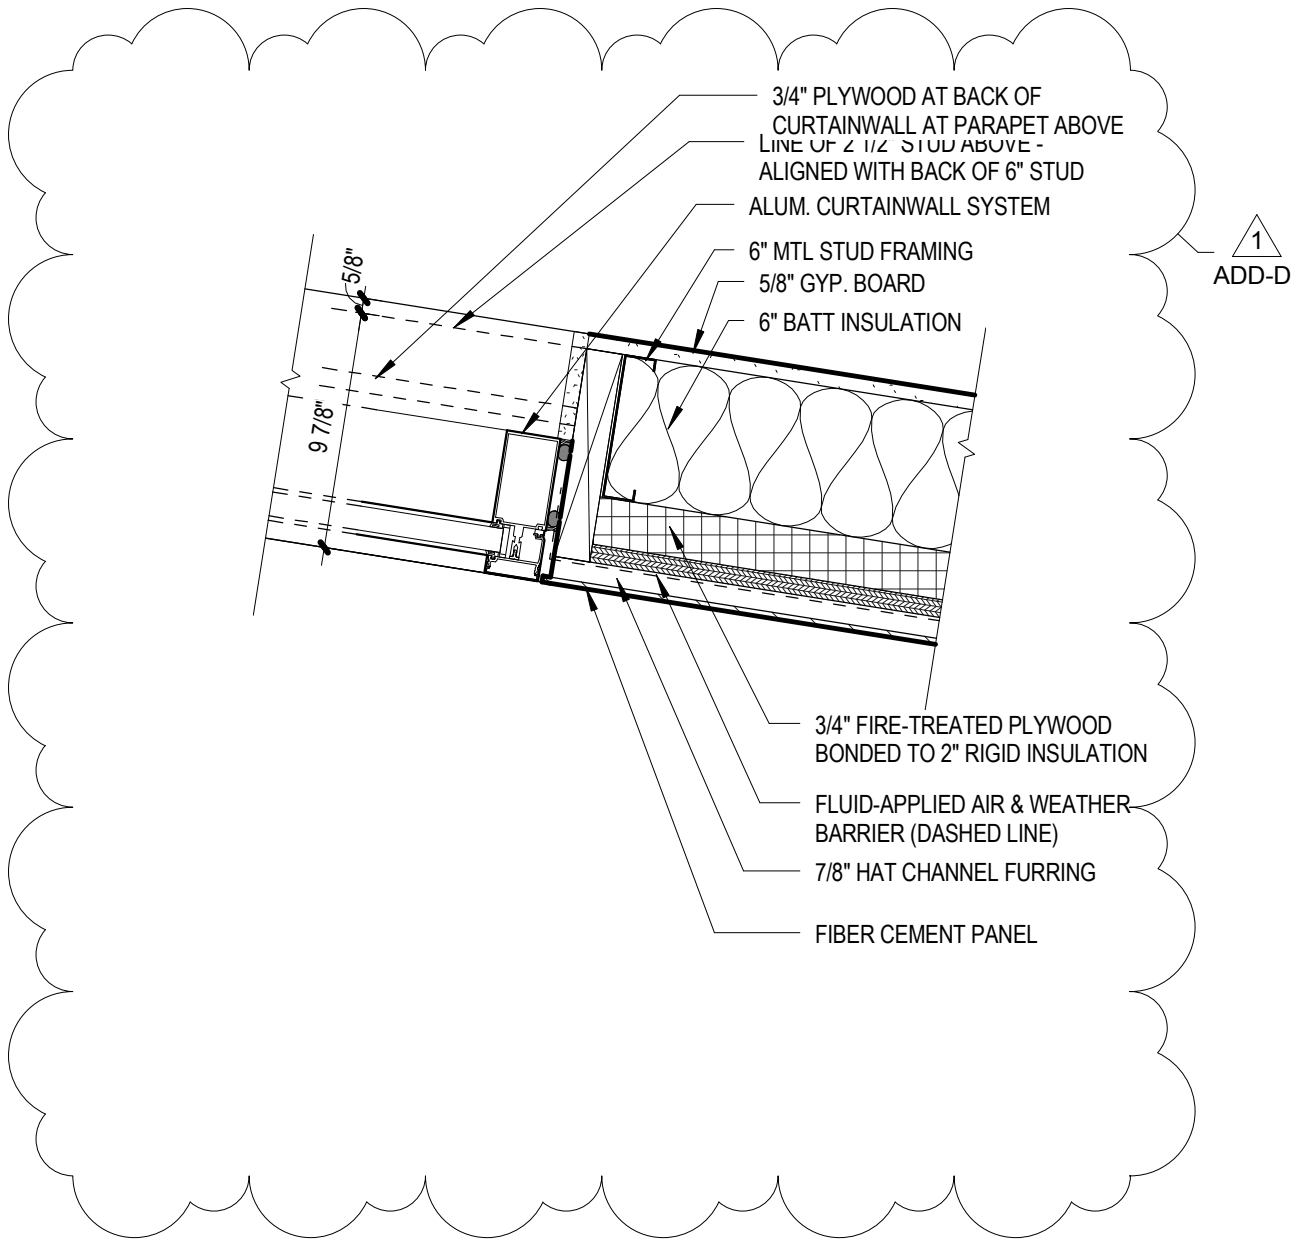 3/4" PLYWOOD AT BACK OF
CURTAINWALL AT PARAPET ABOVE
LINE OF 2 1/2" STUD ABOVE -
ALIGNED WITH BACK OF 6" STUD
ALUM. CURTAINWALL SYSTEM
6" MTL STUD FRAMING
5/8" GYP. BOARD
6" BATT INSULATION
1
ADD-D
5/8"
9 7/8"
3/4" FIRE-TREATED PLYWOOD
BONDED TO 2" RIGID INSULATION
FLUID-APPLIED AIR & WEATHER
BARRIER (DASHED LINE)
7/8" HAT CHANNEL FURRING
FIBER CEMENT PANEL